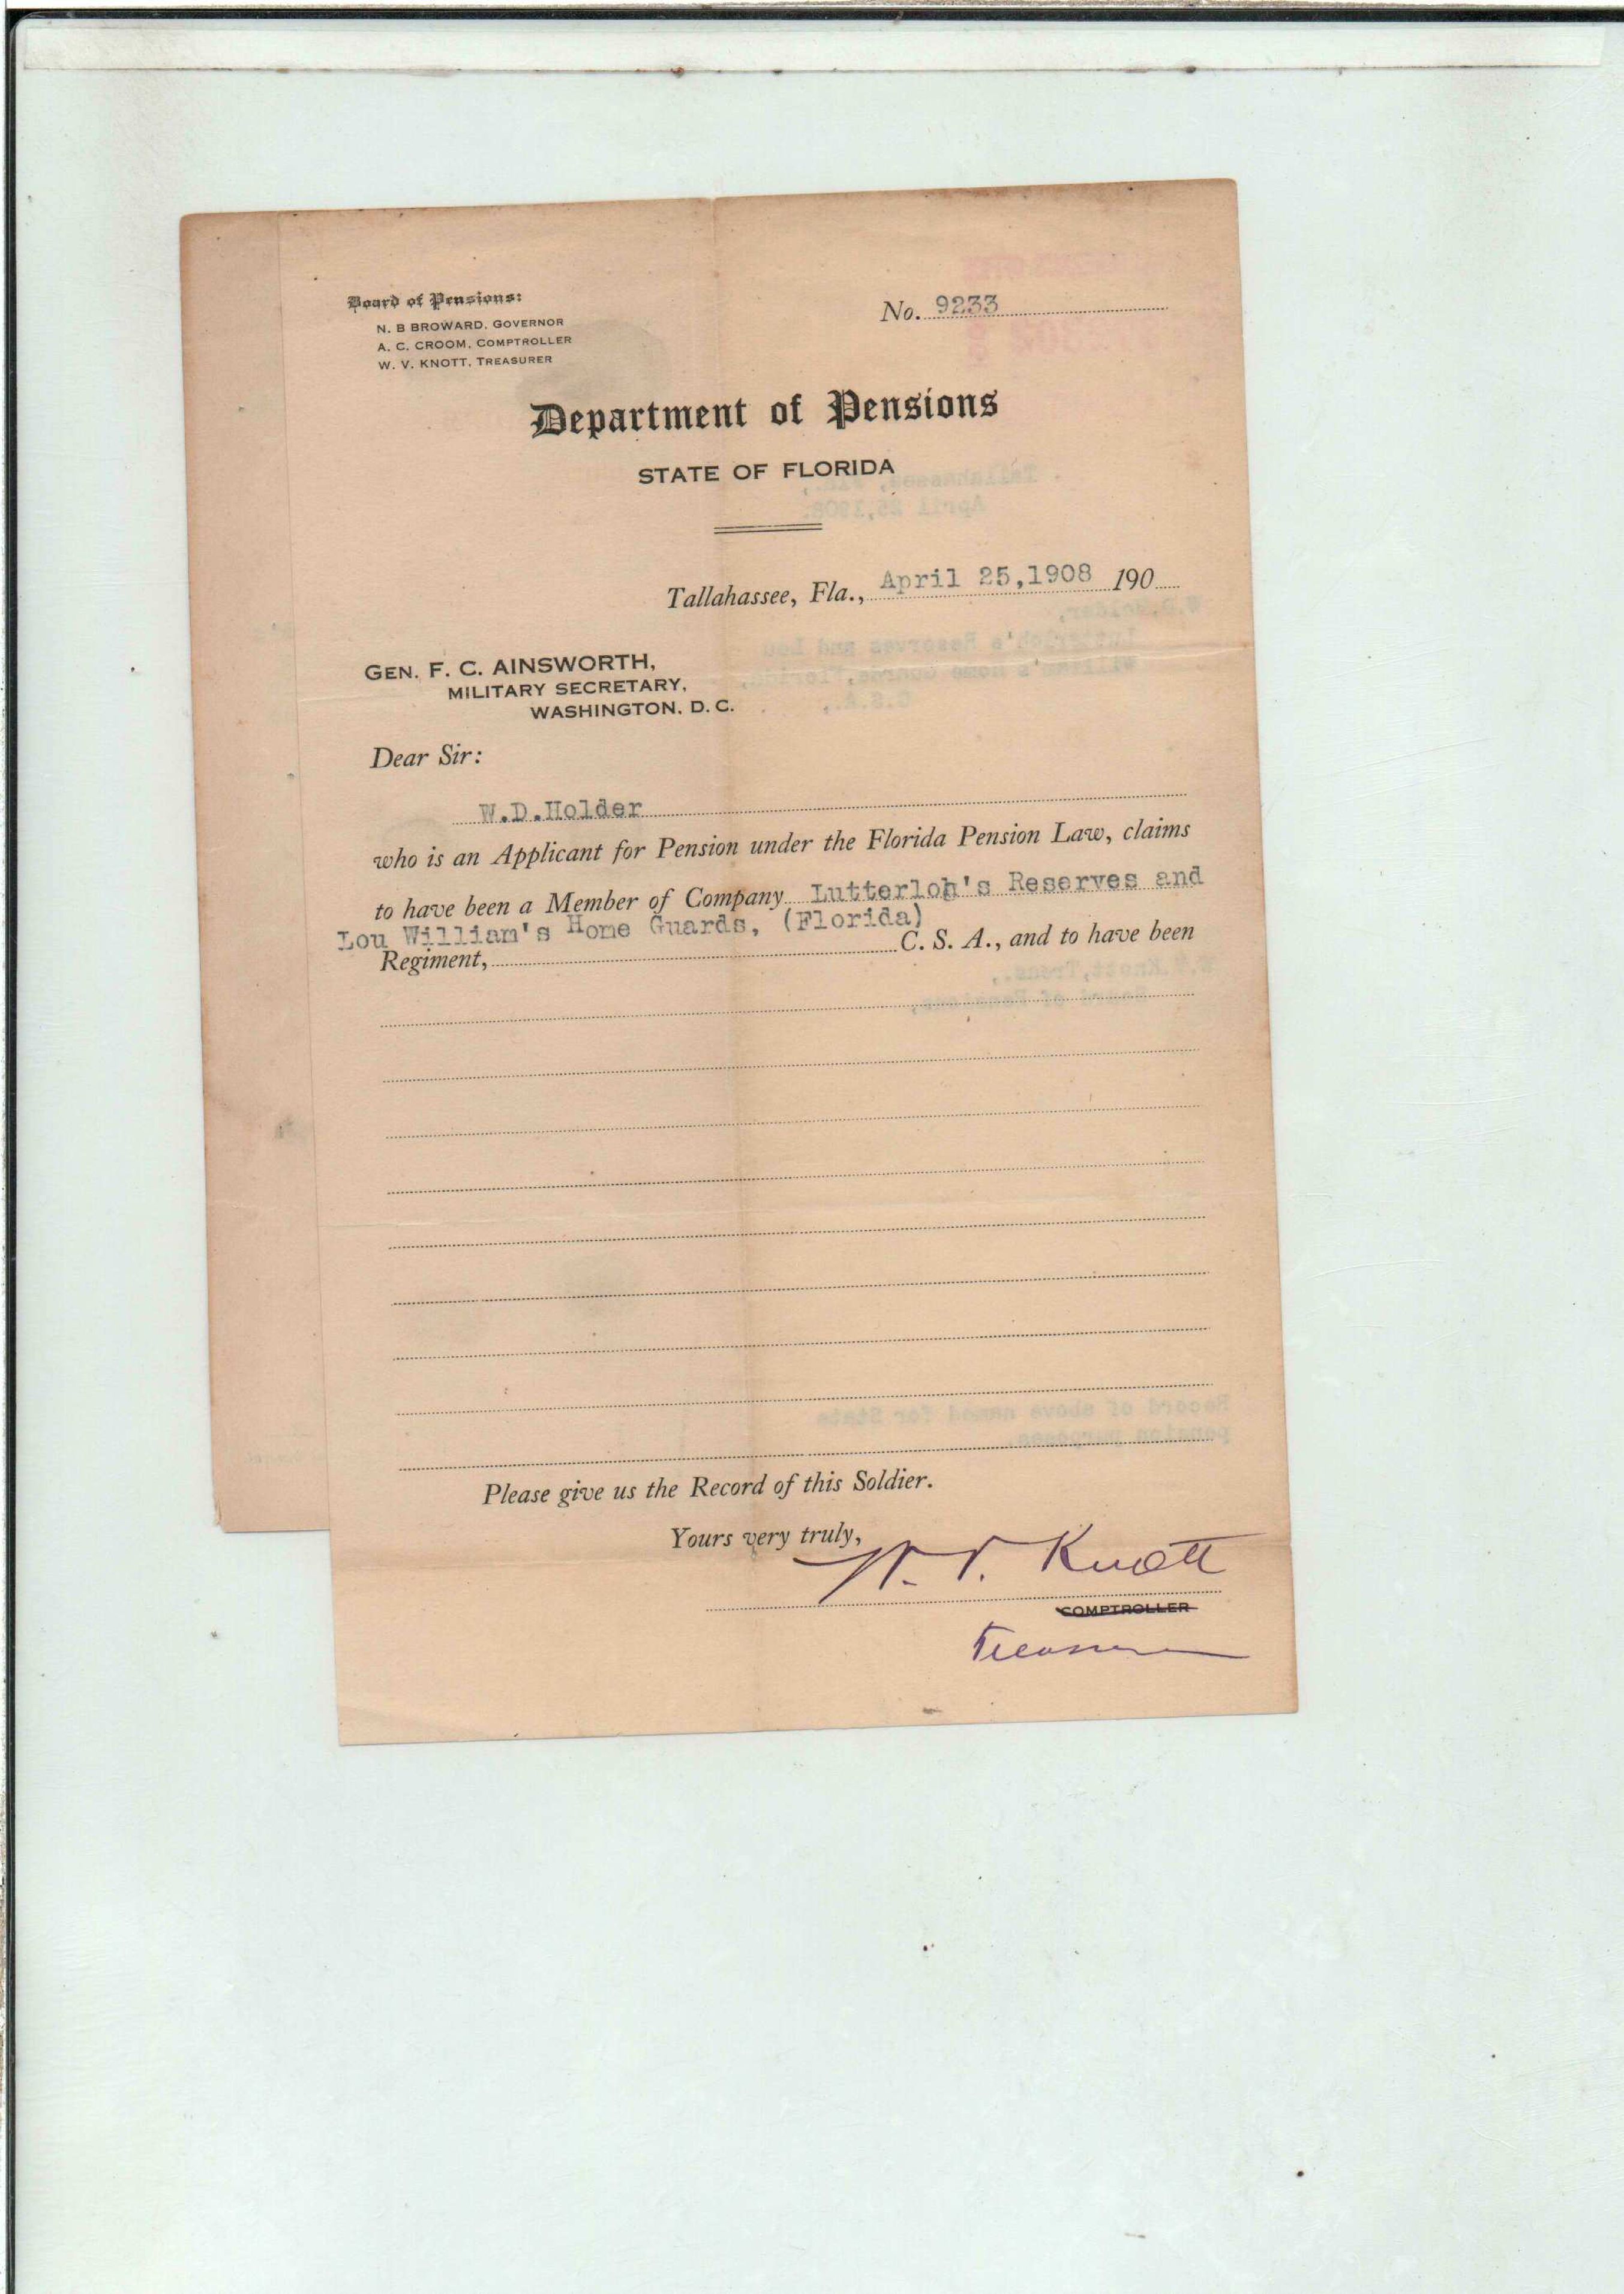 Board of Pensions:
N. B BROWARD, GOVERNOR
A. C. CROOM, COMPTROLLER
W. V. KNOTT, TREASURER
No. 9233
Department of Pensions
STATE OF FLORIDA
Tallahassee, Fla., April 25,1908 190
GEN. F. C. AINSWORTH,
MILITARY SECRETARY,
WASHINGTON, D. C.
Dear Sir:
W.D.Holder
who is an Applicant for Pension under the Florida Pension Law, claims
to have been a Member of Company Lutterloh's Reserves and
Lou William's Home Guards, (Florida)
Regiment, C. S. A., and to have been
Please give us the Record of this Soldier.
Yours very truly,
W. V. Knott
COMPTROLLER
Treasurer